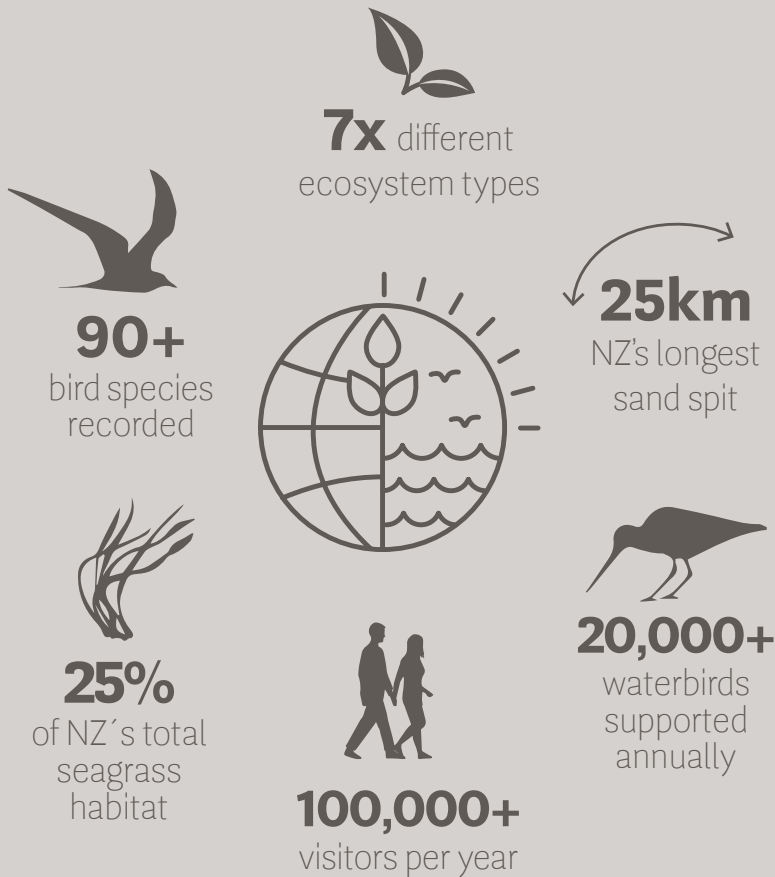 7x different
ecosystem types
90+
bird species
recorded
25km
NZ's longest
sand spit
25%
of NZ´s total
seagrass
habitat
20,000+
waterbirds
supported
annually
100,000+
visitors per year